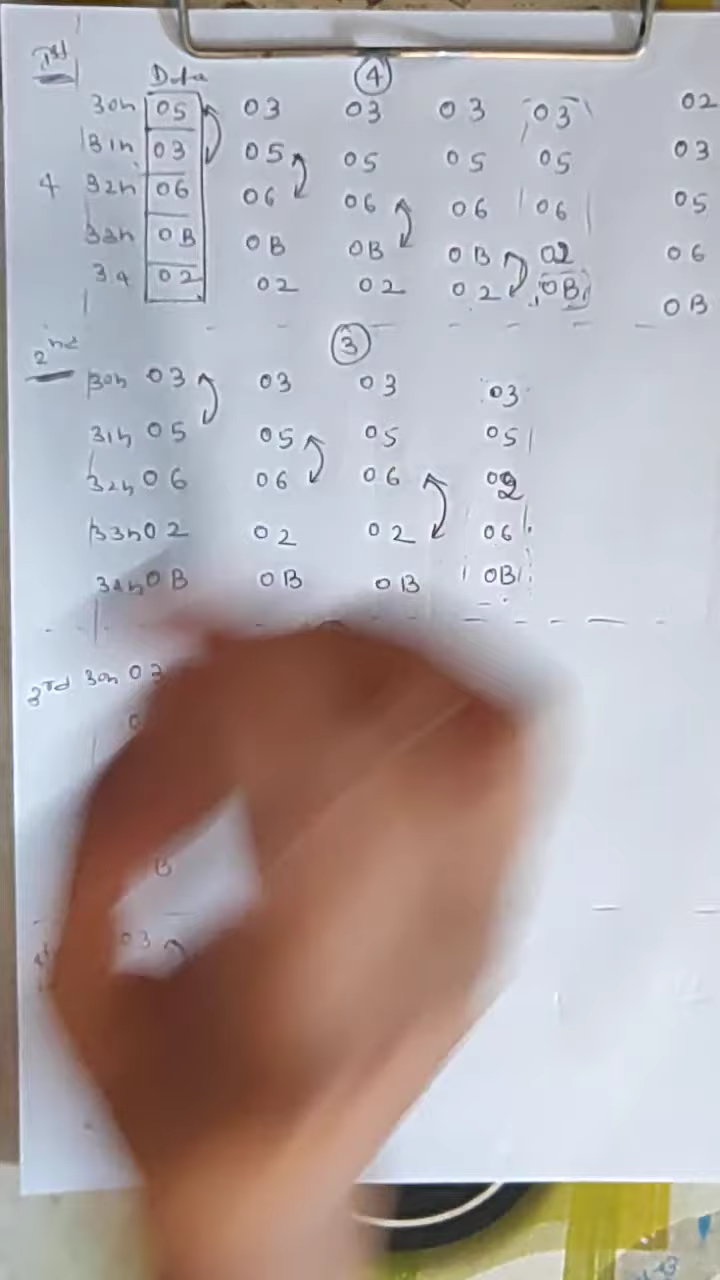 1st
Data ④
30h 05 03 03 03 03 02
31h 03 05 05 05 05 03
4 32h 06 06 06 06 06 05
33h 0B 0B 0B 0B 02 06
34 02 02 02 02 0B 0B
2nd ③
30h 03 03 03 03
31h 05 05 05 05
32h 06 06 06 02
33h 02 02 02 06
34h 0B 0B 0B 0B
3rd 30h 03
B
03